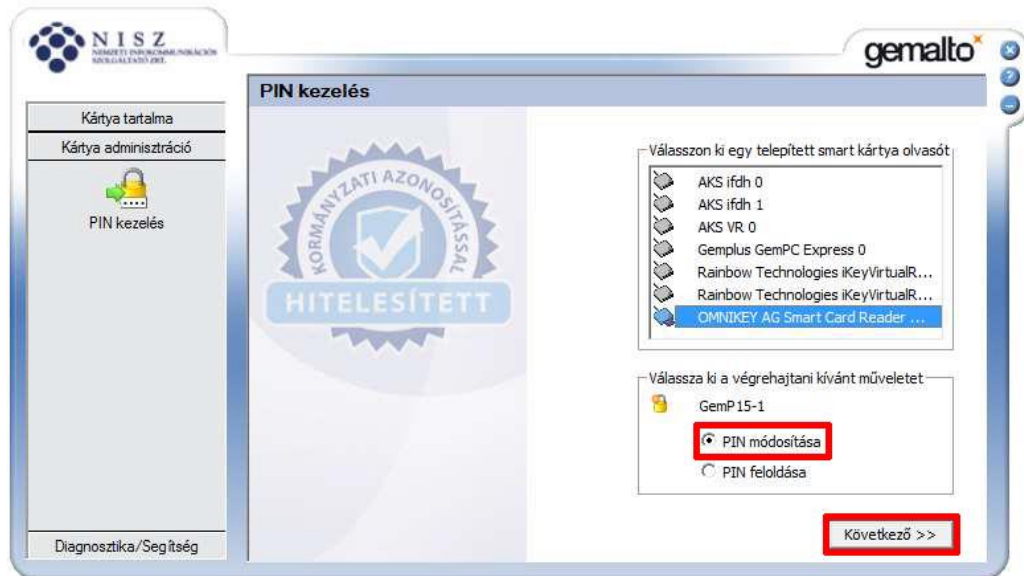 N I S Z
NEMZETI INFOKOMMUNIKÁCIÓS
SZOLGÁLTATÓ ZRT.
gemalto
PIN kezelés
Kártya tartalma
Kártya adminisztráció
PIN kezelés
Diagnosztika/Segítség
KORMÁNYZATI AZONOSÍTÁSSAL
HITELESÍTETT
Válasszon ki egy telepített smart kártya olvasót
AKS ifdh 0
AKS ifdh 1
AKS VR 0
Gemplus GemPC Express 0
Rainbow Technologies iKeyVirtualR...
Rainbow Technologies iKeyVirtualR...
OMNIKEY AG Smart Card Reader ...
Válassza ki a végrehajtani kívánt műveletet
GemP15-1
PIN módosítása
PIN feloldása
Következő >>